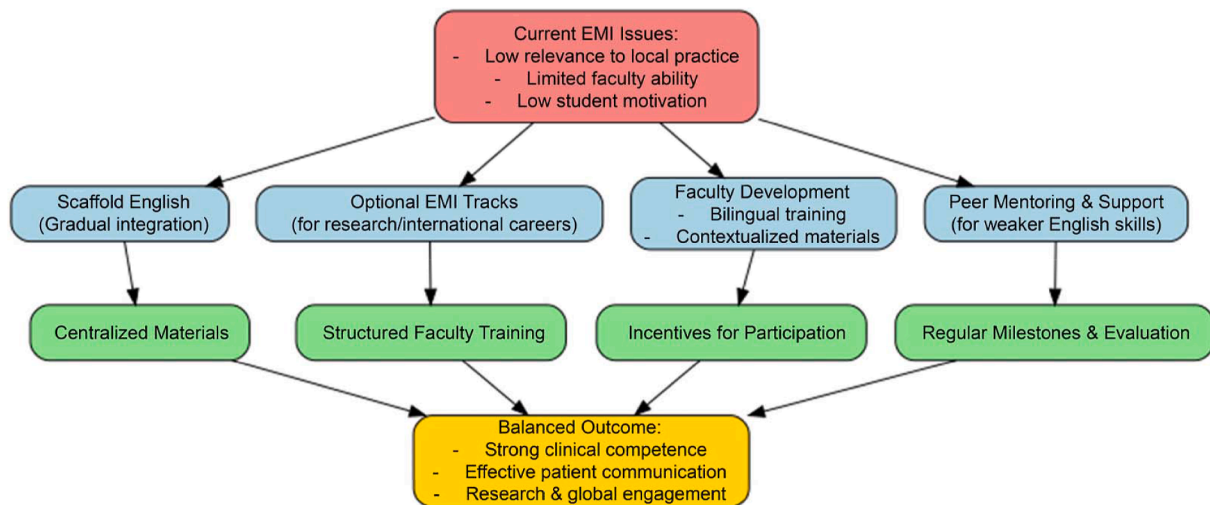 Current EMI Issues:
- Low relevance to local practice
- Limited faculty ability
- Low student motivation
Scaffold English
(Gradual integration)
Optional EMI Tracks
(for research/international careers)
Faculty Development
- Bilingual training
- Contextualized materials
Peer Mentoring & Support
(for weaker English skills)
Centralized Materials
Structured Faculty Training
Incentives for Participation
Regular Milestones & Evaluation
Balanced Outcome:
- Strong clinical competence
- Effective patient communication
- Research & global engagement